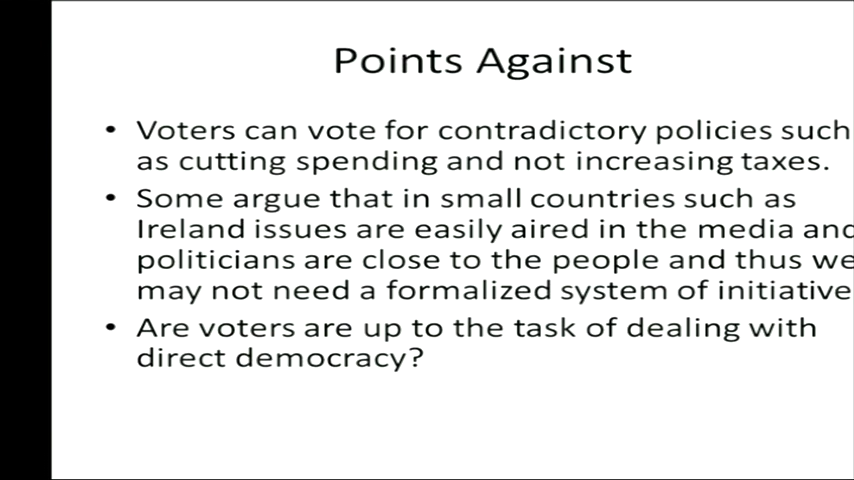 Points Against
• Voters can vote for contradictory policies such
as cutting spending and not increasing taxes.
• Some argue that in small countries such as
Ireland issues are easily aired in the media and
politicians are close to the people and thus we
may not need a formalized system of initiative
• Are voters are up to the task of dealing with
direct democracy?